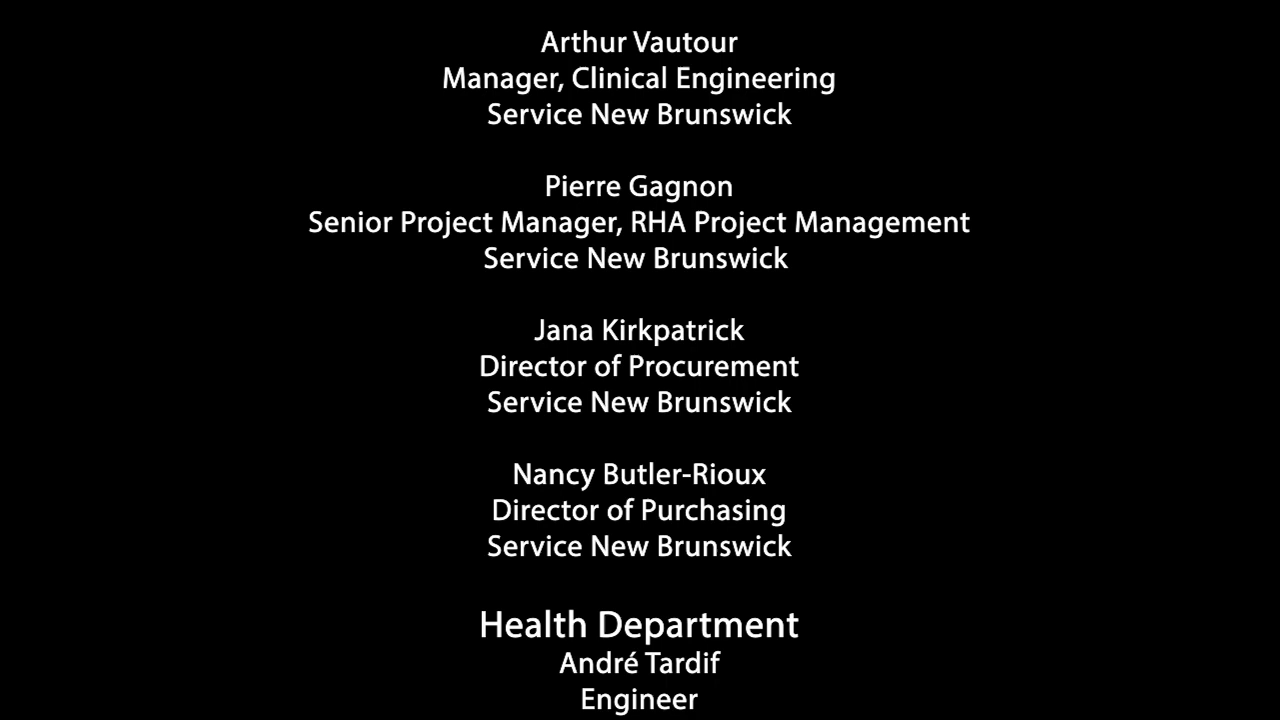 Arthur Vautour
Manager, Clinical Engineering
Service New Brunswick
Pierre Gagnon
Senior Project Manager, RHA Project Management
Service New Brunswick
Jana Kirkpatrick
Director of Procurement
Service New Brunswick
Nancy Butler-Rioux
Director of Purchasing
Service New Brunswick
Health Department
André Tardif
Engineer